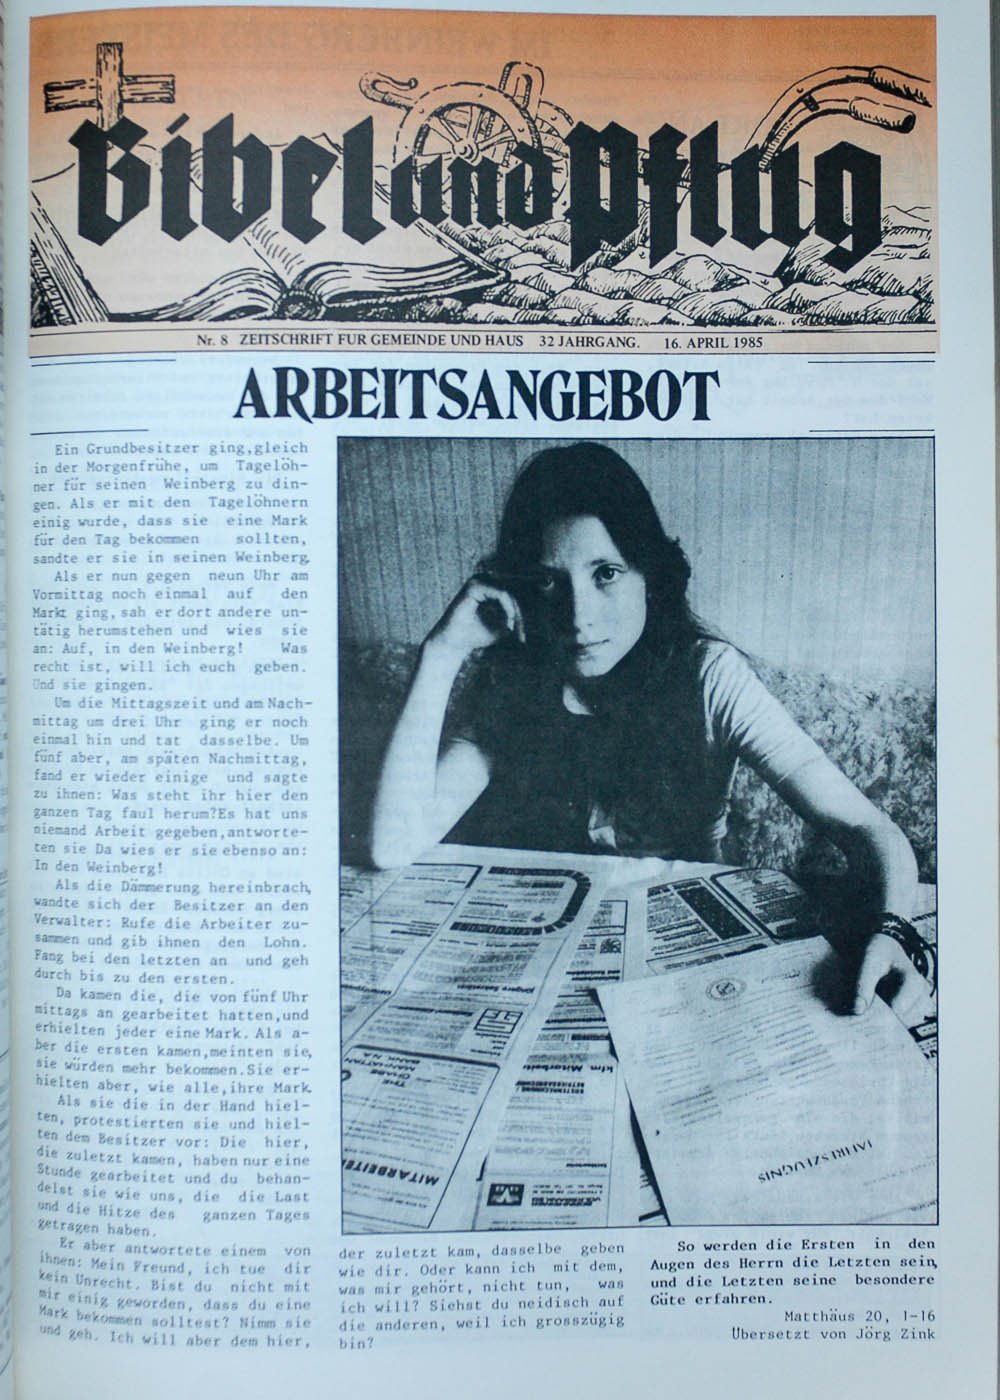 Bibel und Pflug
Nr. 8 ZEITSCHRIFT FUR GEMEINDE UND HAUS 32 JAHRGANG. 16. APRIL 1985
ARBEITSANGEBOT
Ein Grundbesitzer ging,gleich
in der Morgenfrühe, um Tagelöh-
ner für seinen Weinberg zu din-
gen. Als er mit den Tagelöhnern
einig wurde, dass sie eine Mark
für den Tag bekommen sollten,
sandte er sie in seinen Weinberg.
Als er nun gegen neun Uhr am
Vormittag noch einmal auf den
Markt ging, sah er dort andere un-
tätig herumstehen und wies sie
an: Auf, in den Weinberg! Was
recht ist, will ich euch geben.
Und sie gingen.
Um die Mittagszeit und am Nach-
mittag um drei Uhr ging er noch
einmal hin und tat dasselbe. Um
fünf aber, am späten Nachmittag,
fand er wieder einige und sagte
zu ihnen: Was steht ihr hier den
ganzen Tag faul herum?Es hat uns
niemand Arbeit gegeben,antworte-
ten sie Da wies er sie ebenso an:
In den Weinberg!
Als die Dämmerung hereinbrach,
wandte sich der Besitzer an den
Verwalter: Rufe die Arbeiter zu-
sammen und gib ihnen den Lohn.
Fang bei den letzten an und geh
durch bis zu den ersten.
Da kamen die, die von fünf Uhr
mittags an gearbeitet hatten,und
erhielten jeder eine Mark. Als a-
ber die ersten kamen,meinten sie,
sie würden mehr bekommen.Sie er-
hielten aber, wie alle,ihre Mark.
Als sie die in der Hand hiel-
ten, protestierten sie und hiel-
ten dem Besitzer vor: Die hier,
die zuletzt kamen, haben nur eine
Stunde gearbeitet und du behan-
delst sie wie uns, die die Last
und die Hitze des ganzen Tages
getragen haben.
Er aber antwortete einem von
ihnen: Mein Freund, ich tue dir
kein Unrecht. Bist du nicht mit
mir einig geworden, dass du eine
Mark bekommen solltest? Nimm sie
und geh. Ich will aber dem hier,
THE
CHASE
MANHATTAN
BANK, N.A.
MITARBEITER
kfm. Mitarbeiter
JAHRESZEUGNIS
der zuletzt kam, dasselbe geben
wie dir. Oder kann ich mit dem,
was mir gehört, nicht tun, was
ich will? Siehst du neidisch auf
die anderen, weil ich grosszügig
bin?
So werden die Ersten in den
Augen des Herrn die Letzten sein,
und die Letzten seine besondere
Güte erfahren.
Matthäus 20, 1-16
Übersetzt von Jörg Zink